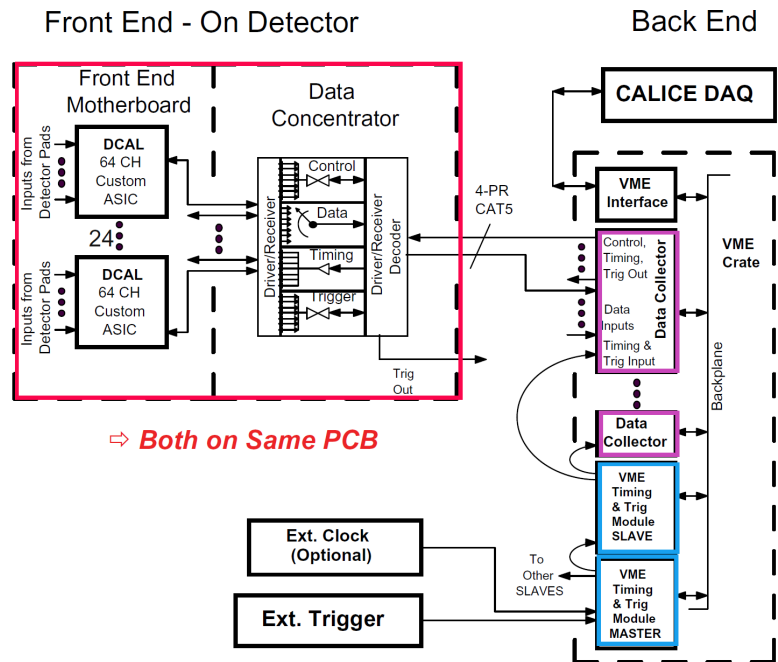 Front End - On Detector
Back End
Front End
Motherboard
Data
Concentrator
Inputs from
Detector Pads
DCAL
64 CH
Custom
ASIC
24
Inputs from
Detector Pads
DCAL
64 CH
Custom
ASIC
Driver/Receiver
Control
Data
Timing
Trigger
Driver/Receiver
Decoder
Trig
Out
4-PR
CAT5
⇨ Both on Same PCB
CALICE DAQ
VME
Interface
VME
Crate
Control,
Timing,
Trig Out
Data
Inputs
Timing &
Trig Input
Data Collector
Backplane
Data
Collector
VME
Timing
& Trig
Module
SLAVE
VME
Timing
& Trig
Module
MASTER
To
Other
SLAVES
Ext. Clock
(Optional)
Ext. Trigger